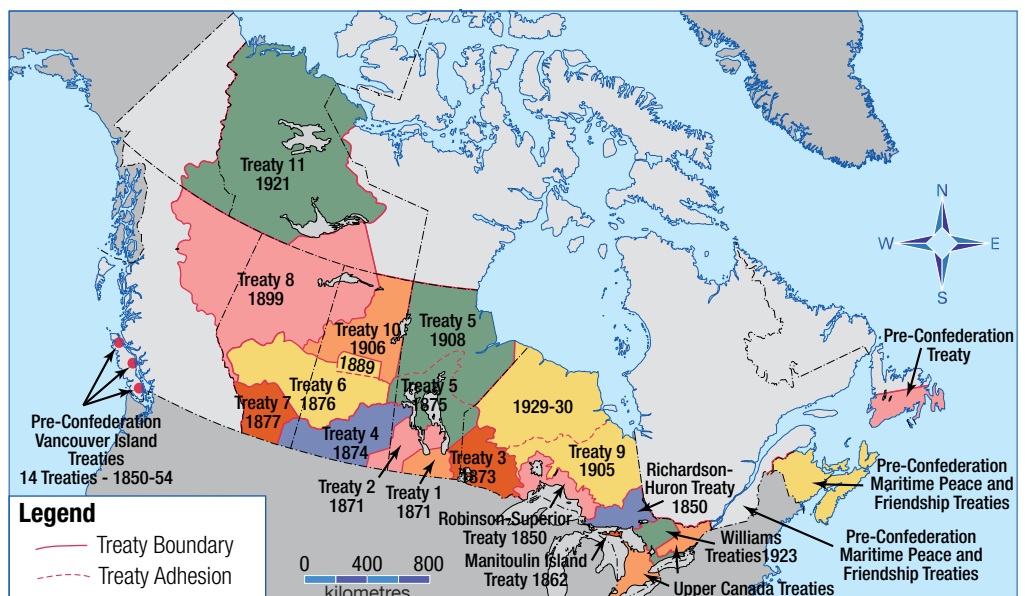 Treaty 11
1921
N
W
E
S
Treaty 8
1899
Treaty 10
1906
Treaty 5
1908
1889
Treaty 6
1876
Treaty 5
1875
Treaty 7
1877
Treaty 4
1874
Treaty 3
1873
1929-30
Treaty 9
1905
Treaty 2
1871
Treaty 1
1871
Pre-Confederation
Vancouver Island
Treaties
14 Treaties - 1850-54
Pre-Confederation
Treaty
Richardson-
Huron Treaty
1850
Robinson-Superior
Treaty 1850
Manitoulin Island
Treaty 1862
Williams
Treaties1923
Upper Canada Treaties
Pre-Confederation
Maritime Peace and
Friendship Treaties
Pre-Confederation
Maritime Peace and
Friendship Treaties
Legend
Treaty Boundary
Treaty Adhesion
0 400 800
kilometres